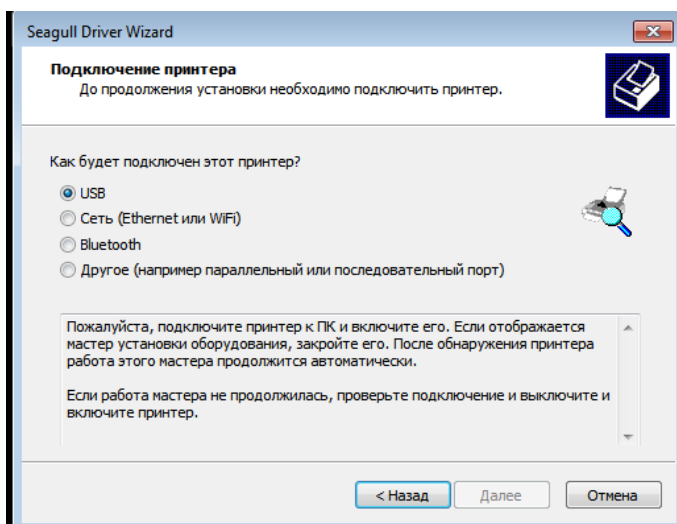 Seagull Driver Wizard
Подключение принтера
До продолжения установки необходимо подключить принтер.
Как будет подключен этот принтер?
USB
Сеть (Ethernet или WiFi)
Bluetooth
Другое (например параллельный или последовательный порт)
Пожалуйста, подключите принтер к ПК и включите его. Если отображается
мастер установки оборудования, закройте его. После обнаружения принтера
работа этого мастера продолжится автоматически.
Если работа мастера не продолжилась, проверьте подключение и выключите и
включите принтер.
< Назад Далее Отмена